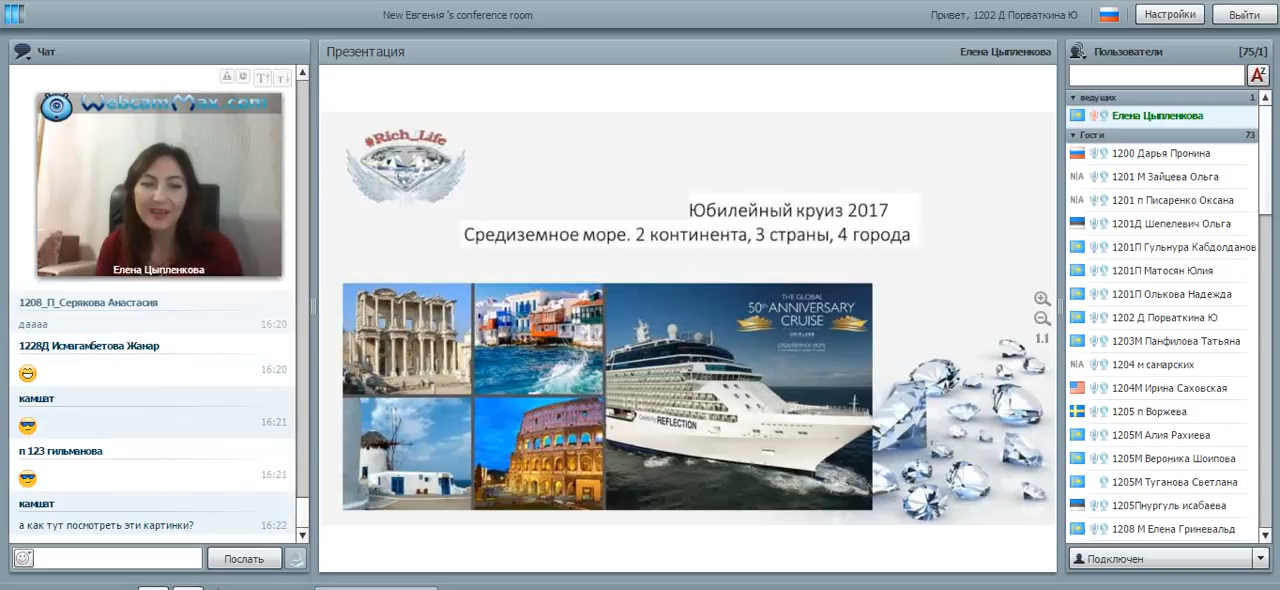 New Евгения 's conference room
Привет, 1202 Д Порваткина Ю
Настройки
Выйти
Чат
WebcamMax.com
Елена Цыпленкова
1208_П_Серякова Анастасия
даааа
16:20
1228Д Исмагамбетова Жанар
16:20
камшат
16:21
п 123 гильманова
16:21
камшат
а как тут посмотреть эти картинки?
16:22
Послать
Презентация
Елена Цыпленкова
#Rich_Life
Юбилейный круиз 2017
Средиземное море. 2 континента, 3 страны, 4 города
THE GLOBAL
50TH ANNIVERSARY
CRUISE
ORIFLAME
Celebrity REFLECTION
1:1
Пользователи
[75/1]
ведущих
1
Елена Цыпленкова
Гости
73
1200 Дарья Пронина
N|A 1201 М Зайцева Ольга
N|A 1201 п Писаренко Оксана
1201Д Шепелевич Ольга
1201П Гульнура Кабдолданов
1201П Матосян Юлия
1201П Олькова Надежда
1202 Д Порваткина Ю
1203М Панфилова Татьяна
N|A 1204 м самарских
1204М Ирина Саховская
1205 п Воржева
1205М Алия Рахиева
1205М Вероника Шоипова
1205М Туганова Светлана
1205Пнургуль исабаева
1208 М Елена Гриневальд
Подключен